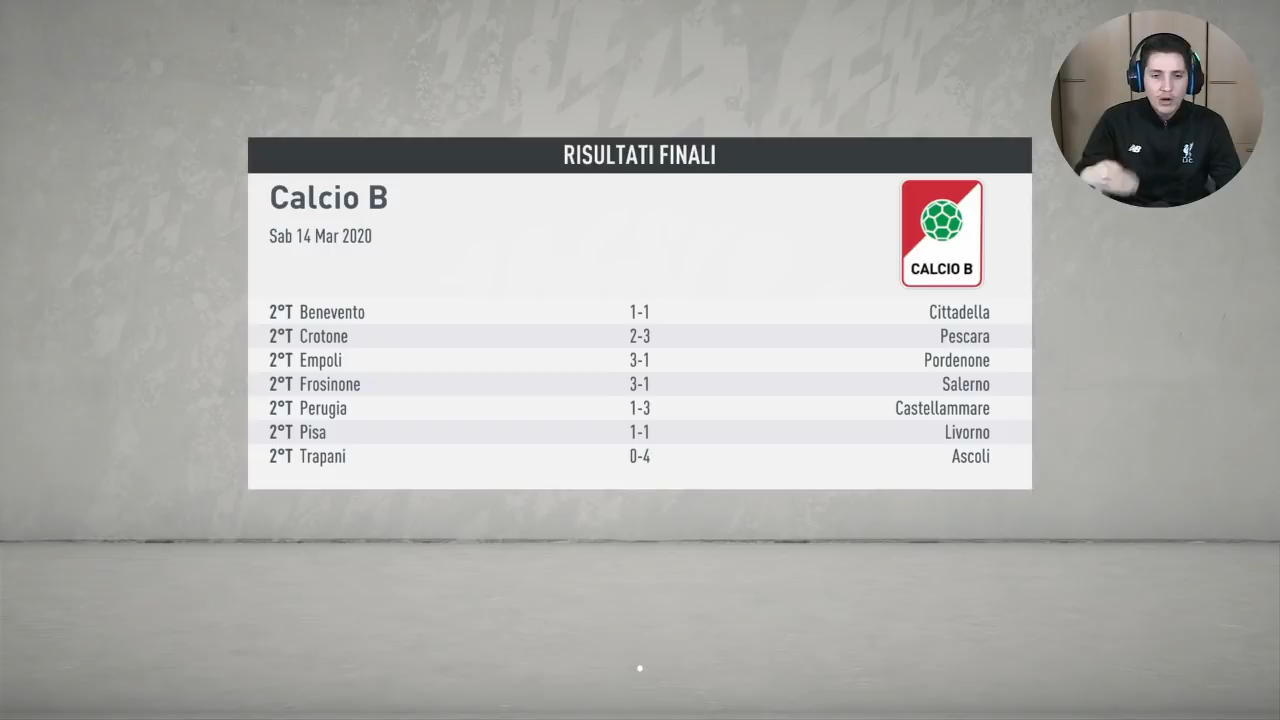 RISULTATI FINALI
Calcio B
Sab 14 Mar 2020
CALCIO B
2°T Benevento 1-1 Cittadella
2°T Crotone 2-3 Pescara
2°T Empoli 3-1 Pordenone
2°T Frosinone 3-1 Salerno
2°T Perugia 1-3 Castellammare
2°T Pisa 1-1 Livorno
2°T Trapani 0-4 Ascoli